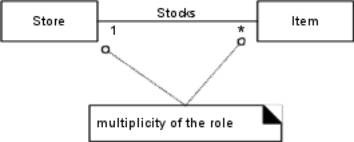 Store Stocks Item
1 *
multiplicity of the role